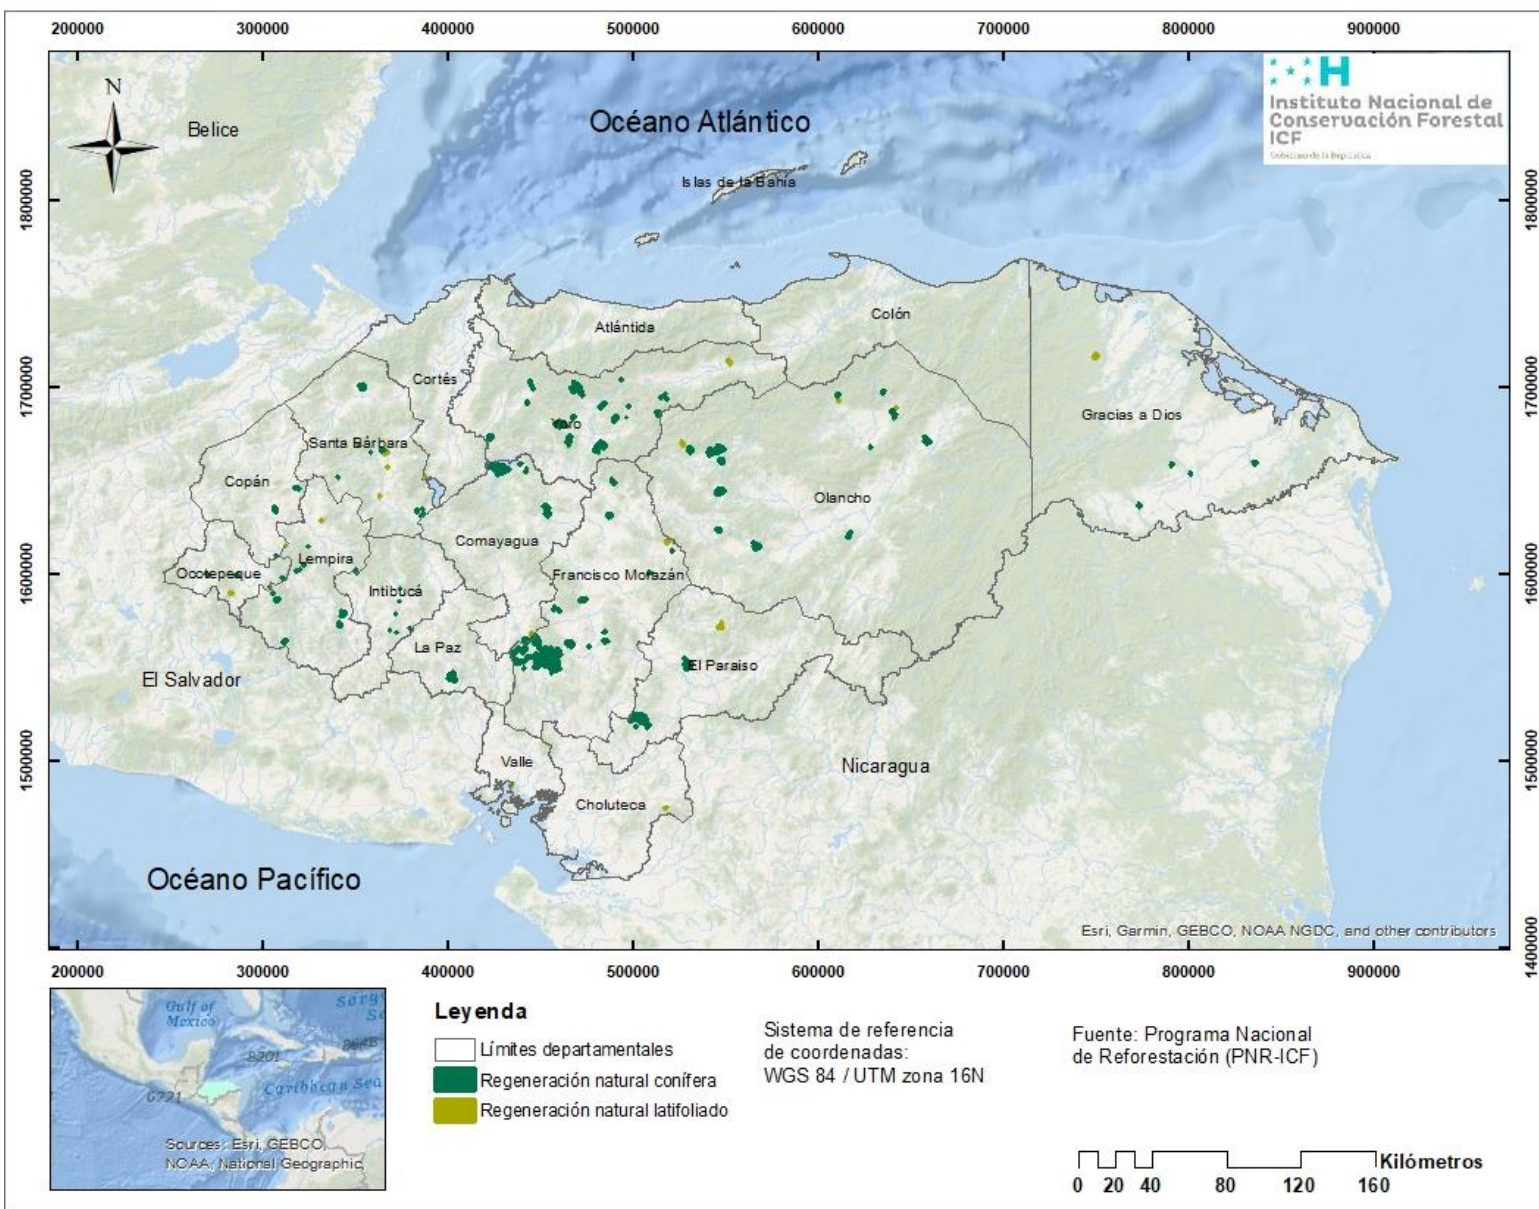 200000 300000 400000 500000 600000 700000 800000 900000
N
Belice
Océano Atlántico
H
Instituto Nacional de
Conservación Forestal
ICF
Gobierno de la República
Islas de la Bahía
1800000
1800000
Colón
Atlántida
Cortés
1700000
1700000
Gracias a Dios
Yoro
Santa Bárbara
Copán
Olancho
Comayagua
Lempira
Ocotepeque
Francisco Morazán
1600000
1600000
Intibucá
La Paz
El Paraiso
El Salvador
Valle
Nicaragua
1500000
1500000
Choluteca
Océano Pacífico
Esri, Garmin, GEBCO, NOAA NGDC, and other contributors
1400000
200000 300000 400000 500000 600000 700000 800000 900000
Gulf of
Mexico
Caribbean Sea
Sources: Esri, GEBCO,
NOAA, National Geographic,
Leyenda
Límites departamentales
Regeneración natural conífera
Regeneración natural latifoliado
Sistema de referencia
de coordenadas:
WGS 84 / UTM zona 16N
Fuente: Programa Nacional
de Reforestación (PNR-ICF)
Kilómetros
0 20 40 80 120 160